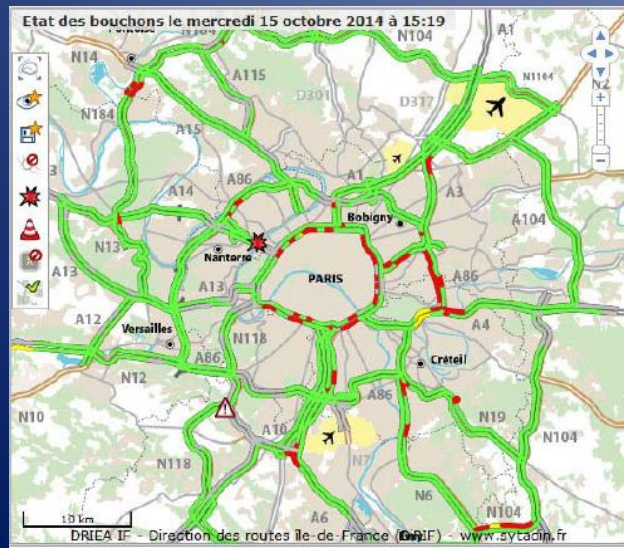 Etat des bouchons le mercredi 15 octobre 2014 à 15:19
N184
N104
A1
N14
A115
D301
D317
N1104
N2
N184
A15
A1
A3
A14
A86
Bobigny
A104
N13
Nanterre
PARIS
A86
A13
A13
A12
Versailles
N118
A4
A86
Créteil
N12
A86
N10
A10
N19
N104
N118
N7
N6
A6
N104
10 km
DRIEA IF - Direction des routes Île-de-France (DiRIF) - www.sytadin.fr